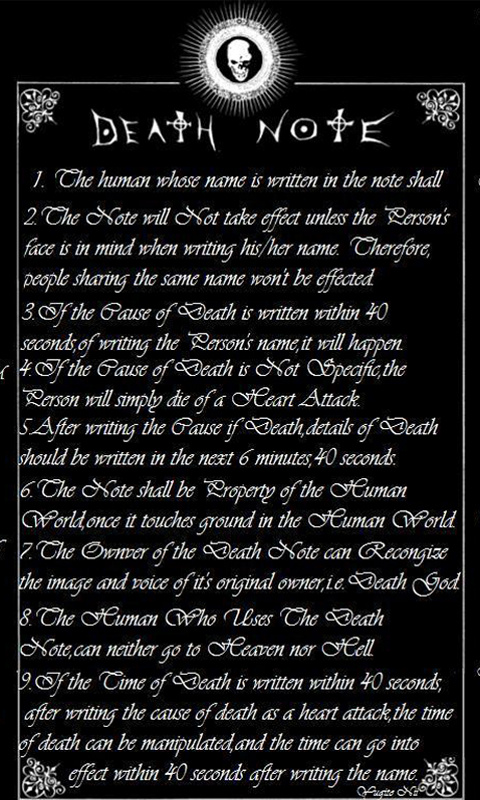 DEATH NOTE
1. The human whose name is written in the note shall
2.The Note will Not take effect unless the Person's
face is in mind when writing his/her name. Therefore,
people sharing the same name won't be effected
3.If the Cause of Death is written within 40
seconds,of writing the Person's name,it will happen
4.If the Cause of Death is Not Specific,the
Person will simply die of a Heart Attack.
5.After writing the Cause if Death,details of Death
should be written in the next 6 minutes,40 seconds.
6.The Note shall be Property of the Human
World,once it touches ground in the Human World.
7.The Ownver of the Death Note can Recongize
the image and voice of it's original owner,i.e.Death God.
8.The Human Who Uses The Death
Note,can neither go to Heaven nor Hell.
9.If the Time of Death is written within 40 seconds,
after writing the cause of death as a heart attack,the time
of death can be manipulated,and the time can go into
effect within 40 seconds after writing the name.